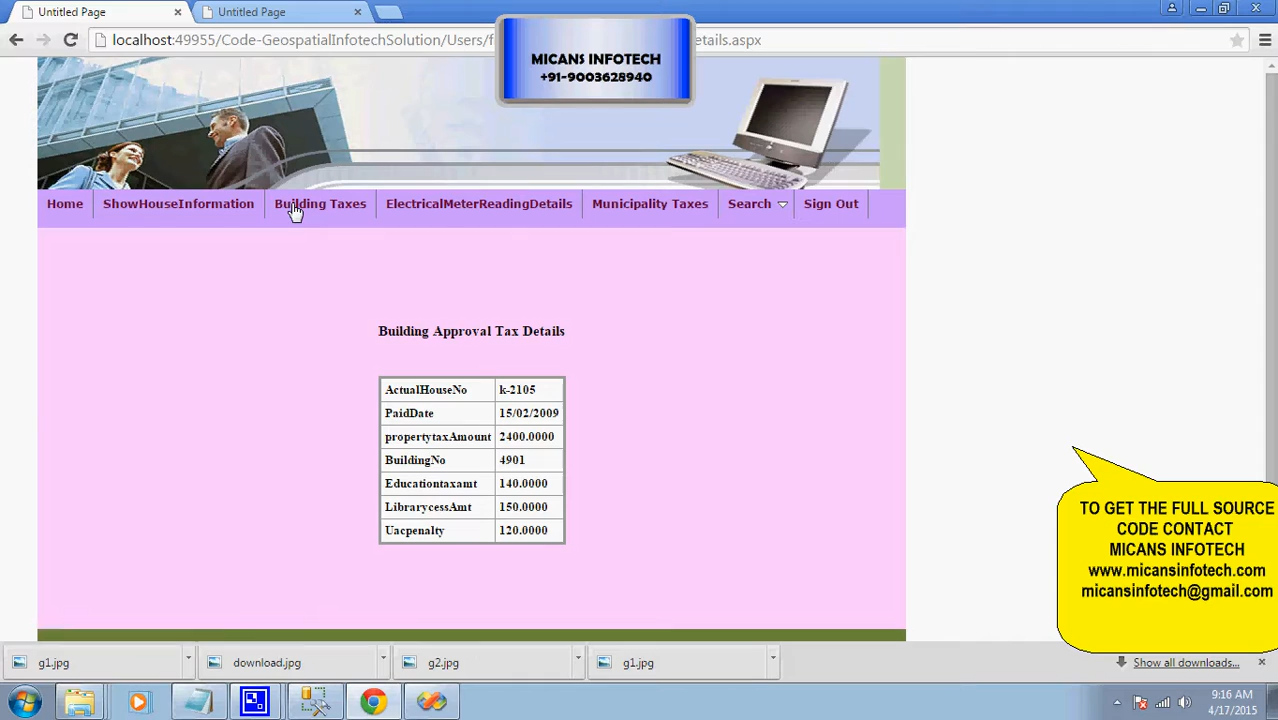 Untitled Page
Untitled Page
localhost:49955/Code-GeospatialInfotechSolution/Users/
etails.aspx
MICANS INFOTECH
+91-9003628940
Home
ShowHouseInformation
Building Taxes
ElectricalMeterReadingDetails
Municipality Taxes
Search
Sign Out
Building Approval Tax Details
ActualHouseNo k-2105
PaidDate 15/02/2009
propertytaxAmount 2400.0000
BuildingNo 4901
Educationtaxamt 140.0000
LibrarycessAmt 150.0000
Uacpenalty 120.0000
TO GET THE FULL SOURCE
CODE CONTACT
MICANS INFOTECH
www.micansinfotech.com
micansinfotech@gmail.com
g1.jpg
download.jpg
g2.jpg
g1.jpg
Show all downloads...
9:16 AM
4/17/2015